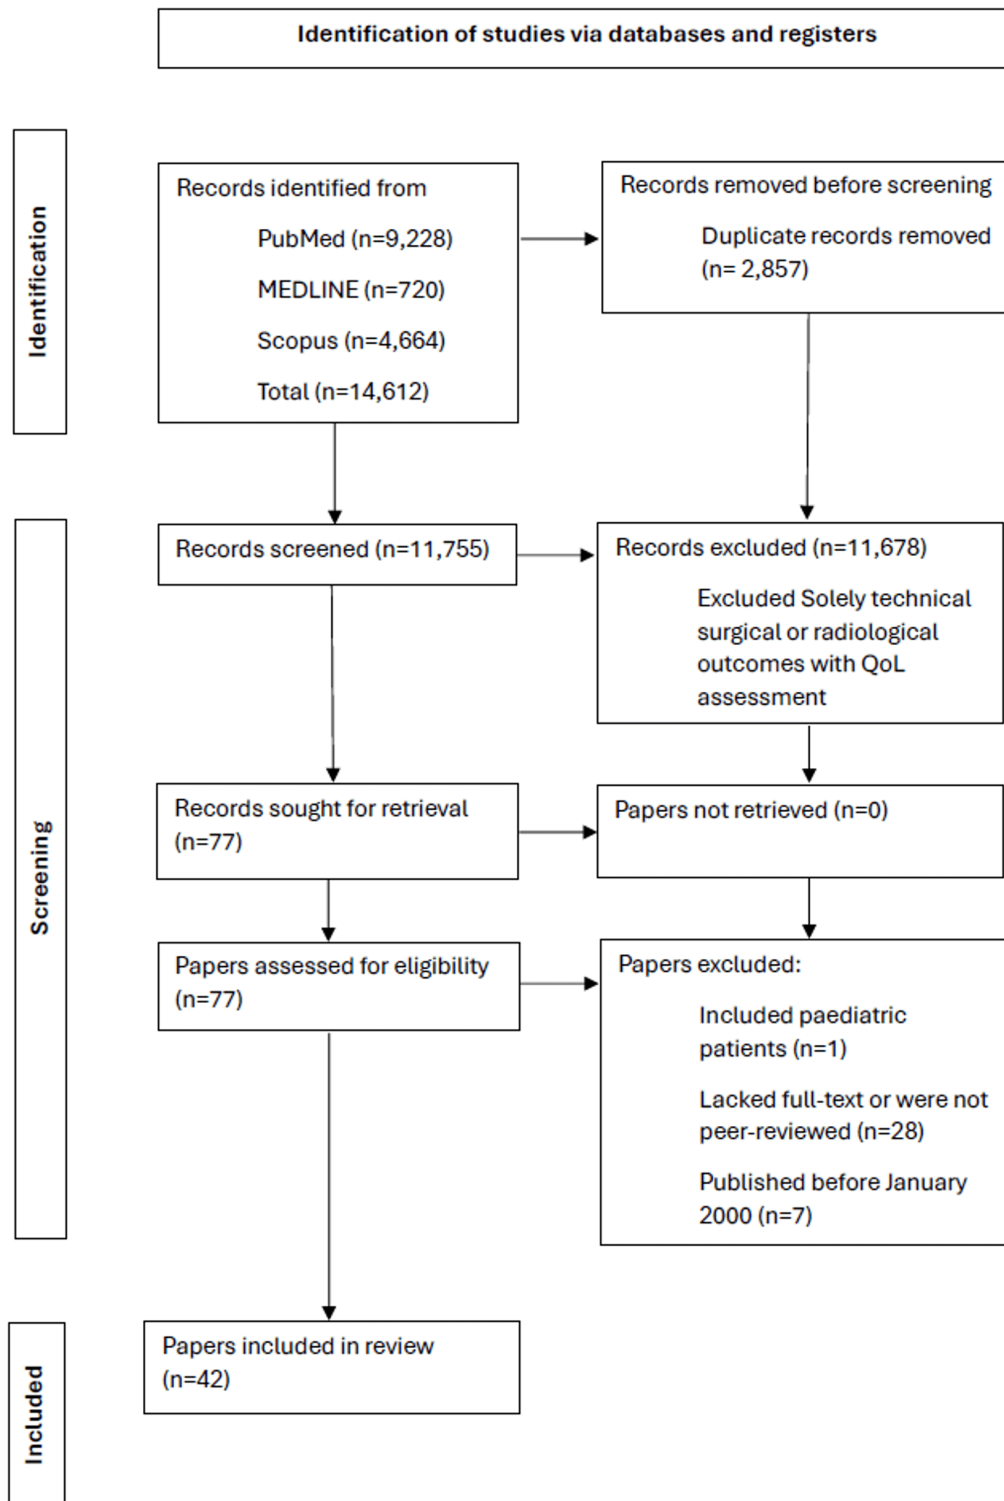 Identification of studies via databases and registers
Identification
Records identified from
PubMed (n=9,228)
MEDLINE (n=720)
Scopus (n=4,664)
Total (n=14,612)
Records removed before screening
Duplicate records removed
(n= 2,857)
Screening
Records screened (n=11,755)
Records excluded (n=11,678)
Excluded Solely technical
surgical or radiological
outcomes with QoL
assessment
Records sought for retrieval
(n=77)
Papers not retrieved (n=0)
Papers assessed for eligibility
(n=77)
Papers excluded:
Included paediatric
patients (n=1)
Lacked full-text or were not
peer-reviewed (n=28)
Published before January
2000 (n=7)
Included
Papers included in review
(n=42)